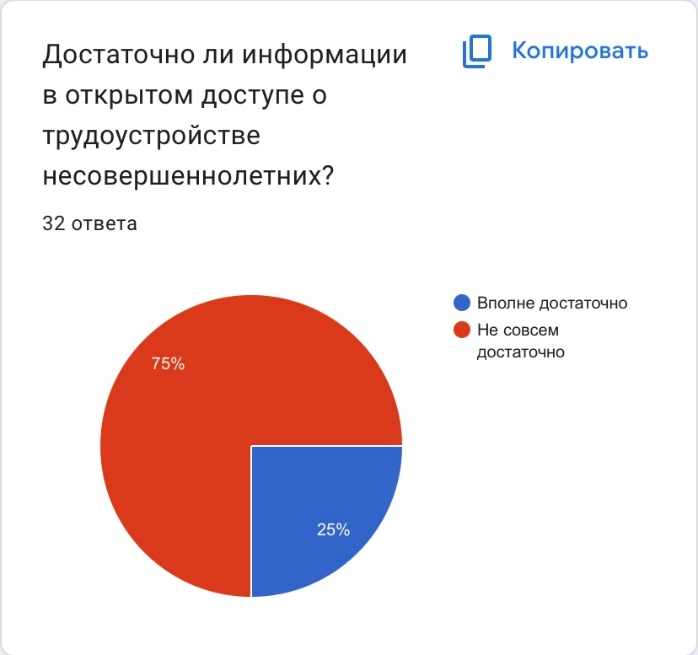 Достаточно ли информации
в открытом доступе о
трудоустройстве
несовершеннолетних?
Копировать
32 ответа
Вполне достаточно
Не совсем
достаточно
75%
25%